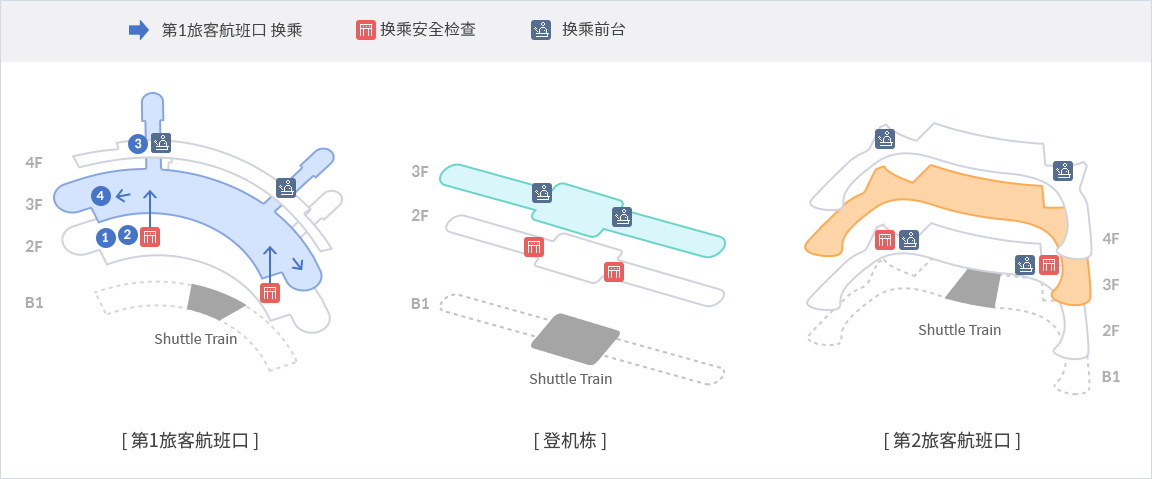 第1旅客航班口 换乘
换乘安全检查
换乘前台
4F
3F
2F
B1
3
4
1
2
Shuttle Train
[ 第1旅客航班口 ]
3F
2F
B1
Shuttle Train
[ 登机栋 ]
4F
3F
2F
B1
Shuttle Train
[ 第2旅客航班口 ]